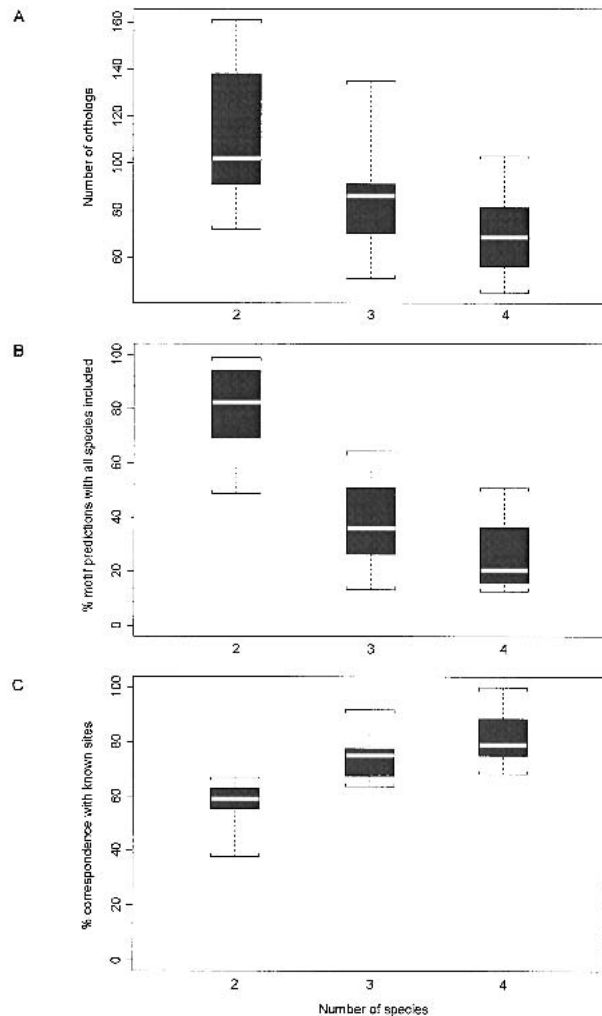 A
Number of orthologs
160
140
120
100
80
60
2 3 4
B
% motif predictions with all species included
100
80
60
40
20
0
2 3 4
C
% correspondence with known sites
100
80
60
40
20
0
2 3 4
Number of species